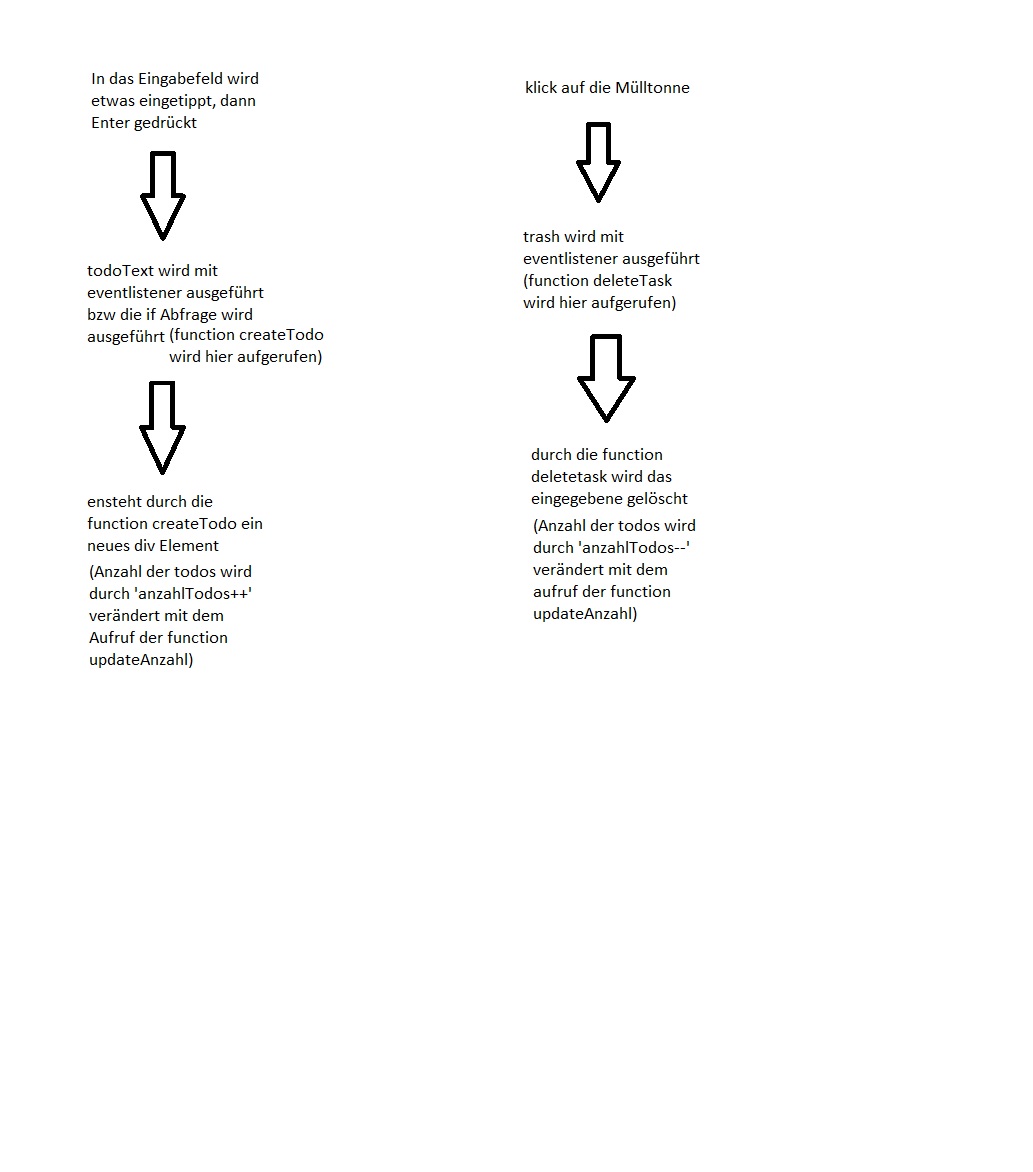 In das Eingabefeld wird
etwas eingetippt, dann
Enter gedrückt
todoText wird mit
eventlistener ausgeführt
bzw die if Abfrage wird
ausgeführt (function createTodo
wird hier aufgerufen)
ensteht durch die
function createTodo ein
neues div Element
(Anzahl der todos wird
durch 'anzahlTodos++'
verändert mit dem
Aufruf der function
updateAnzahl)
klick auf die Mülltonne
trash wird mit
eventlistener ausgeführt
(function deleteTask
wird hier aufgerufen)
durch die function
deletetask wird das
eingegebene gelöscht
(Anzahl der todos wird
durch 'anzahlTodos--'
verändert mit dem
aufruf der function
updateAnzahl)